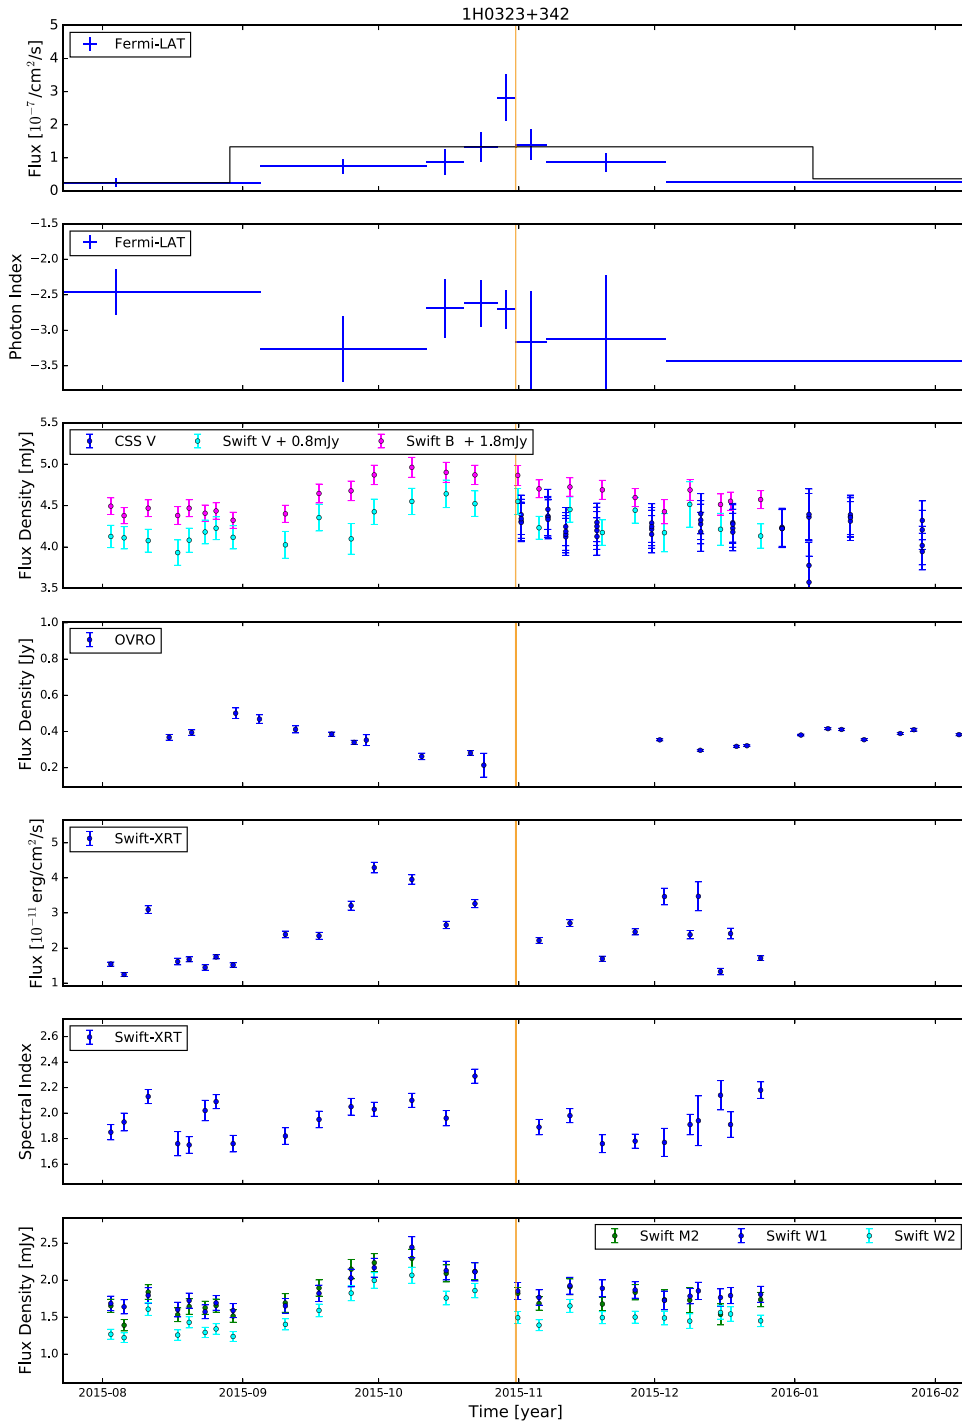 1H0323+342
Flux [10⁻⁷/cm²/s]
5
4
3
2
1
0
Fermi-LAT
Photon Index
−1.5
−2.0
−2.5
−3.0
−3.5
Fermi-LAT
Flux Density [mJy]
5.5
5.0
4.5
4.0
3.5
CSS V Swift V + 0.8mJy Swift B + 1.8mJy
Flux Density [Jy]
1.0
0.8
0.6
0.4
0.2
OVRO
Flux [10⁻¹¹ erg/cm²/s]
5
4
3
2
1
Swift-XRT
Spectral Index
2.6
2.4
2.2
2.0
1.8
1.6
Swift-XRT
Flux Density [mJy]
2.5
2.0
1.5
1.0
Swift M2 Swift W1 Swift W2
2015-08 2015-09 2015-10 2015-11 2015-12 2016-01 2016-02
Time [year]